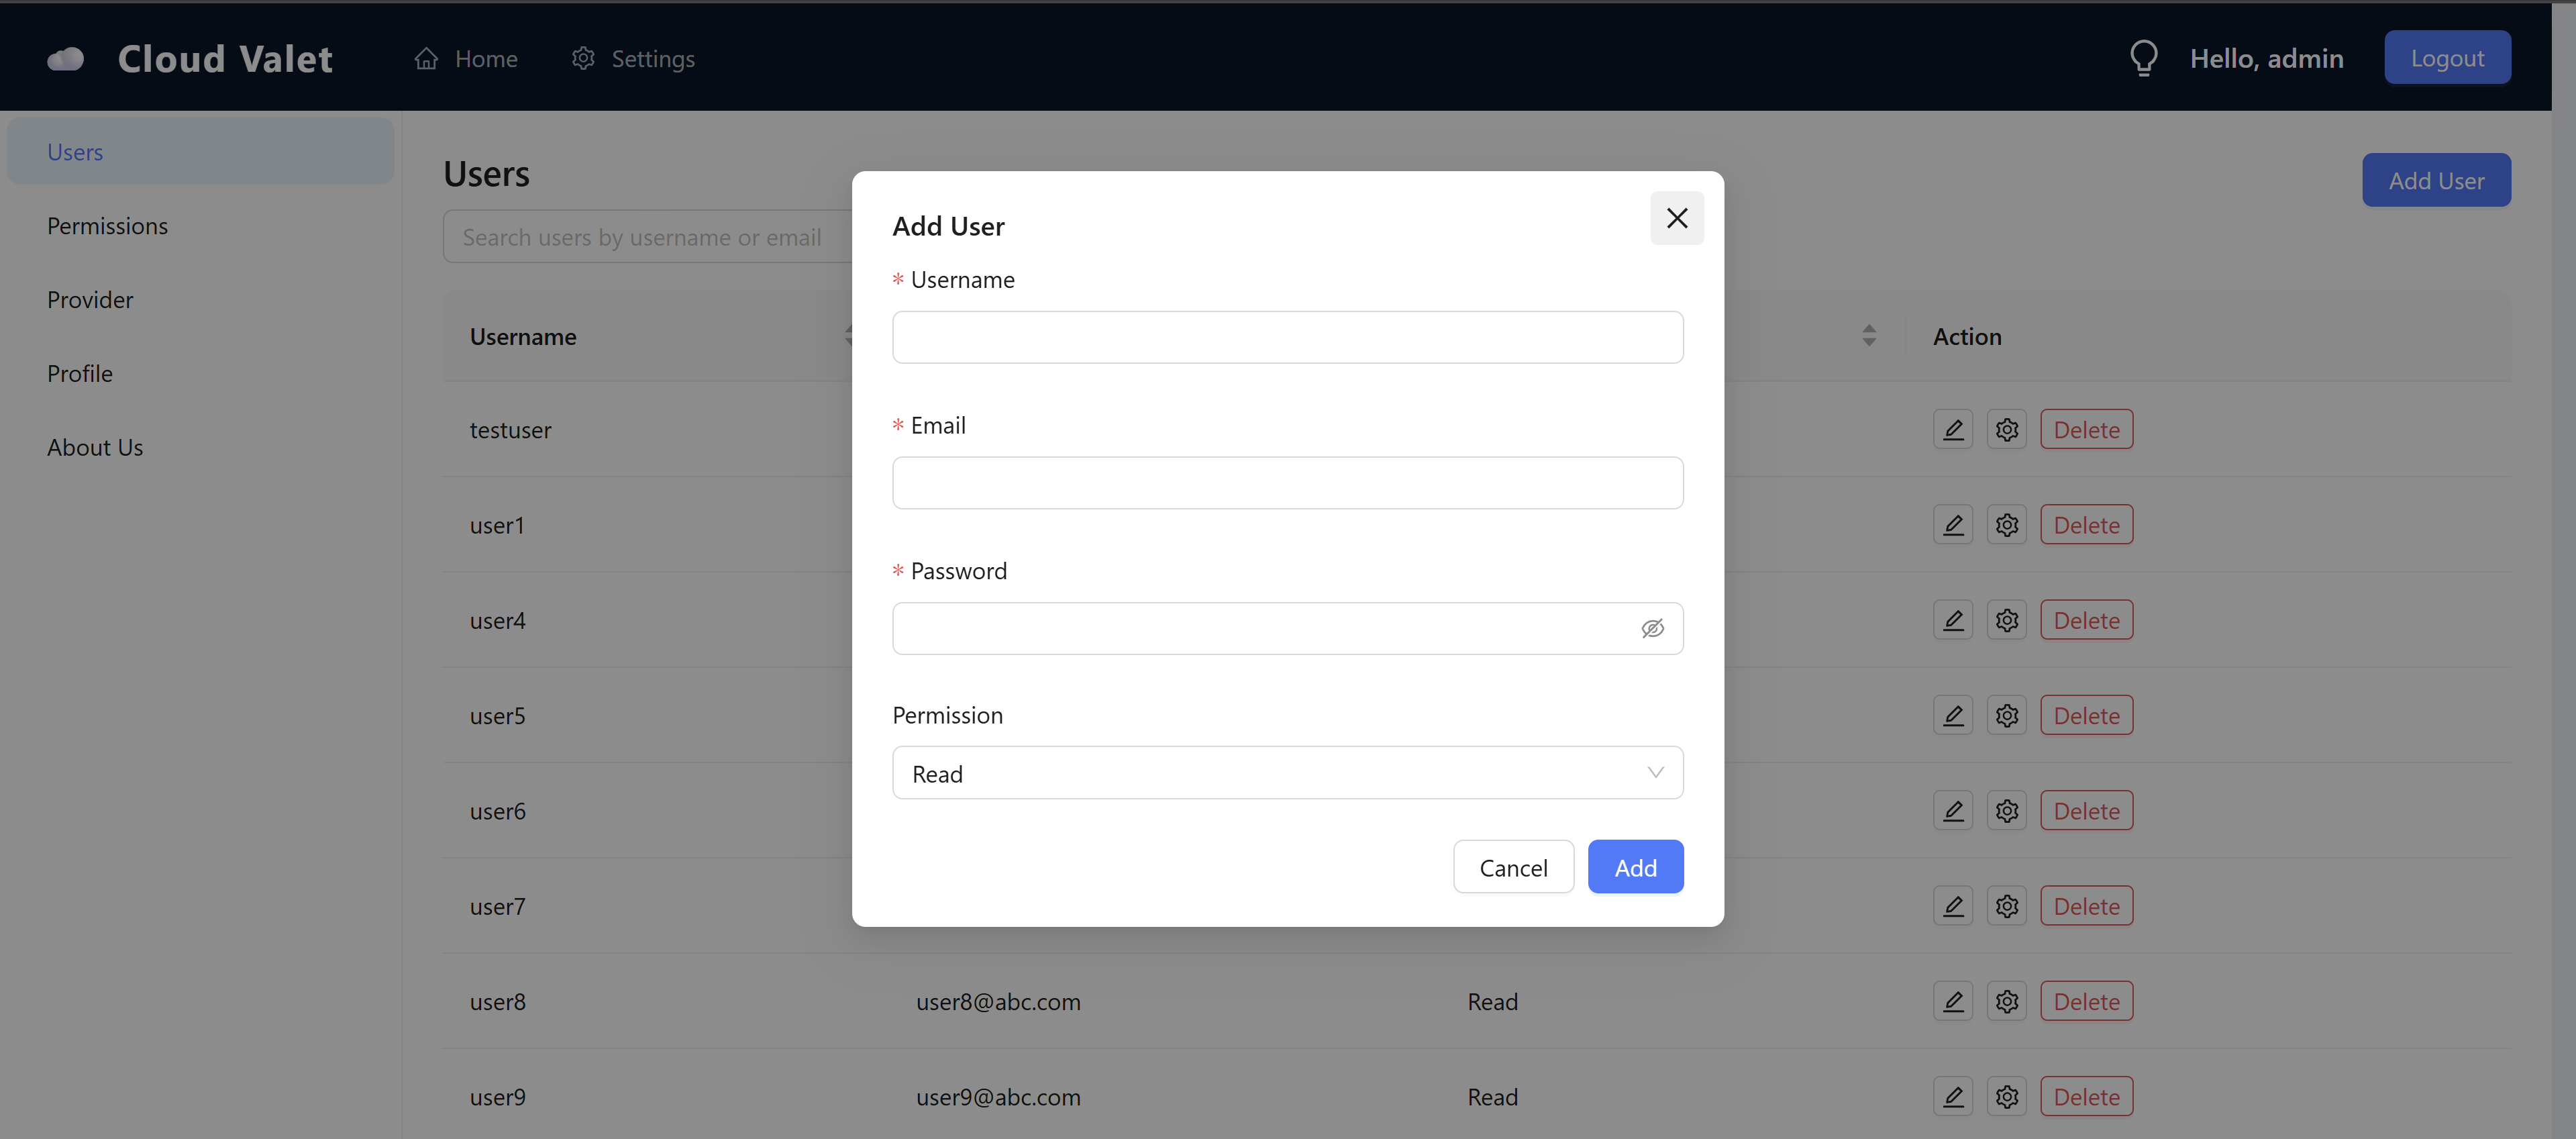 Cloud Valet
Home
Settings
Hello, admin
Logout
Users
Permissions
Provider
Profile
About Us
Users
Add User
Search users by username or email
Username
Action
testuser
Delete
user1
Delete
user4
Delete
user5
Delete
user6
Delete
user7
Delete
user8
user8@abc.com
Read
Delete
user9
user9@abc.com
Read
Delete
Add User
* Username
* Email
* Password
Permission
Read
Cancel
Add